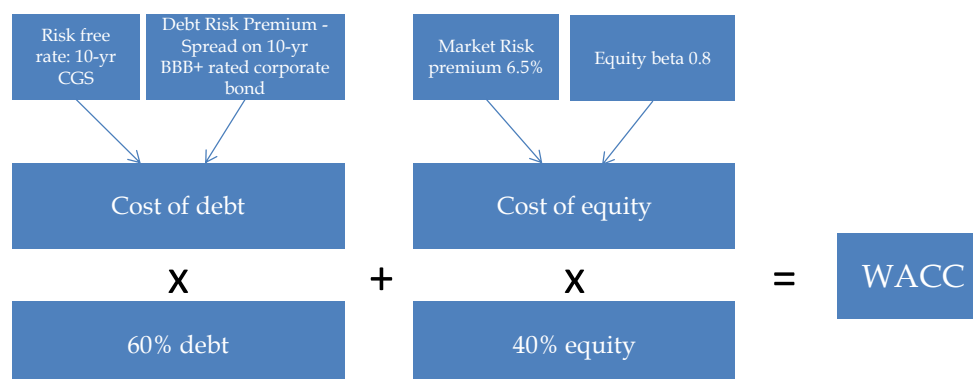 Risk free
rate: 10-yr
CGS
Debt Risk Premium -
Spread on 10-yr
BBB+ rated corporate
bond
Market Risk
premium 6.5%
Equity beta 0.8
Cost of debt
Cost of equity
x
+
x
=
WACC
60% debt
40% equity